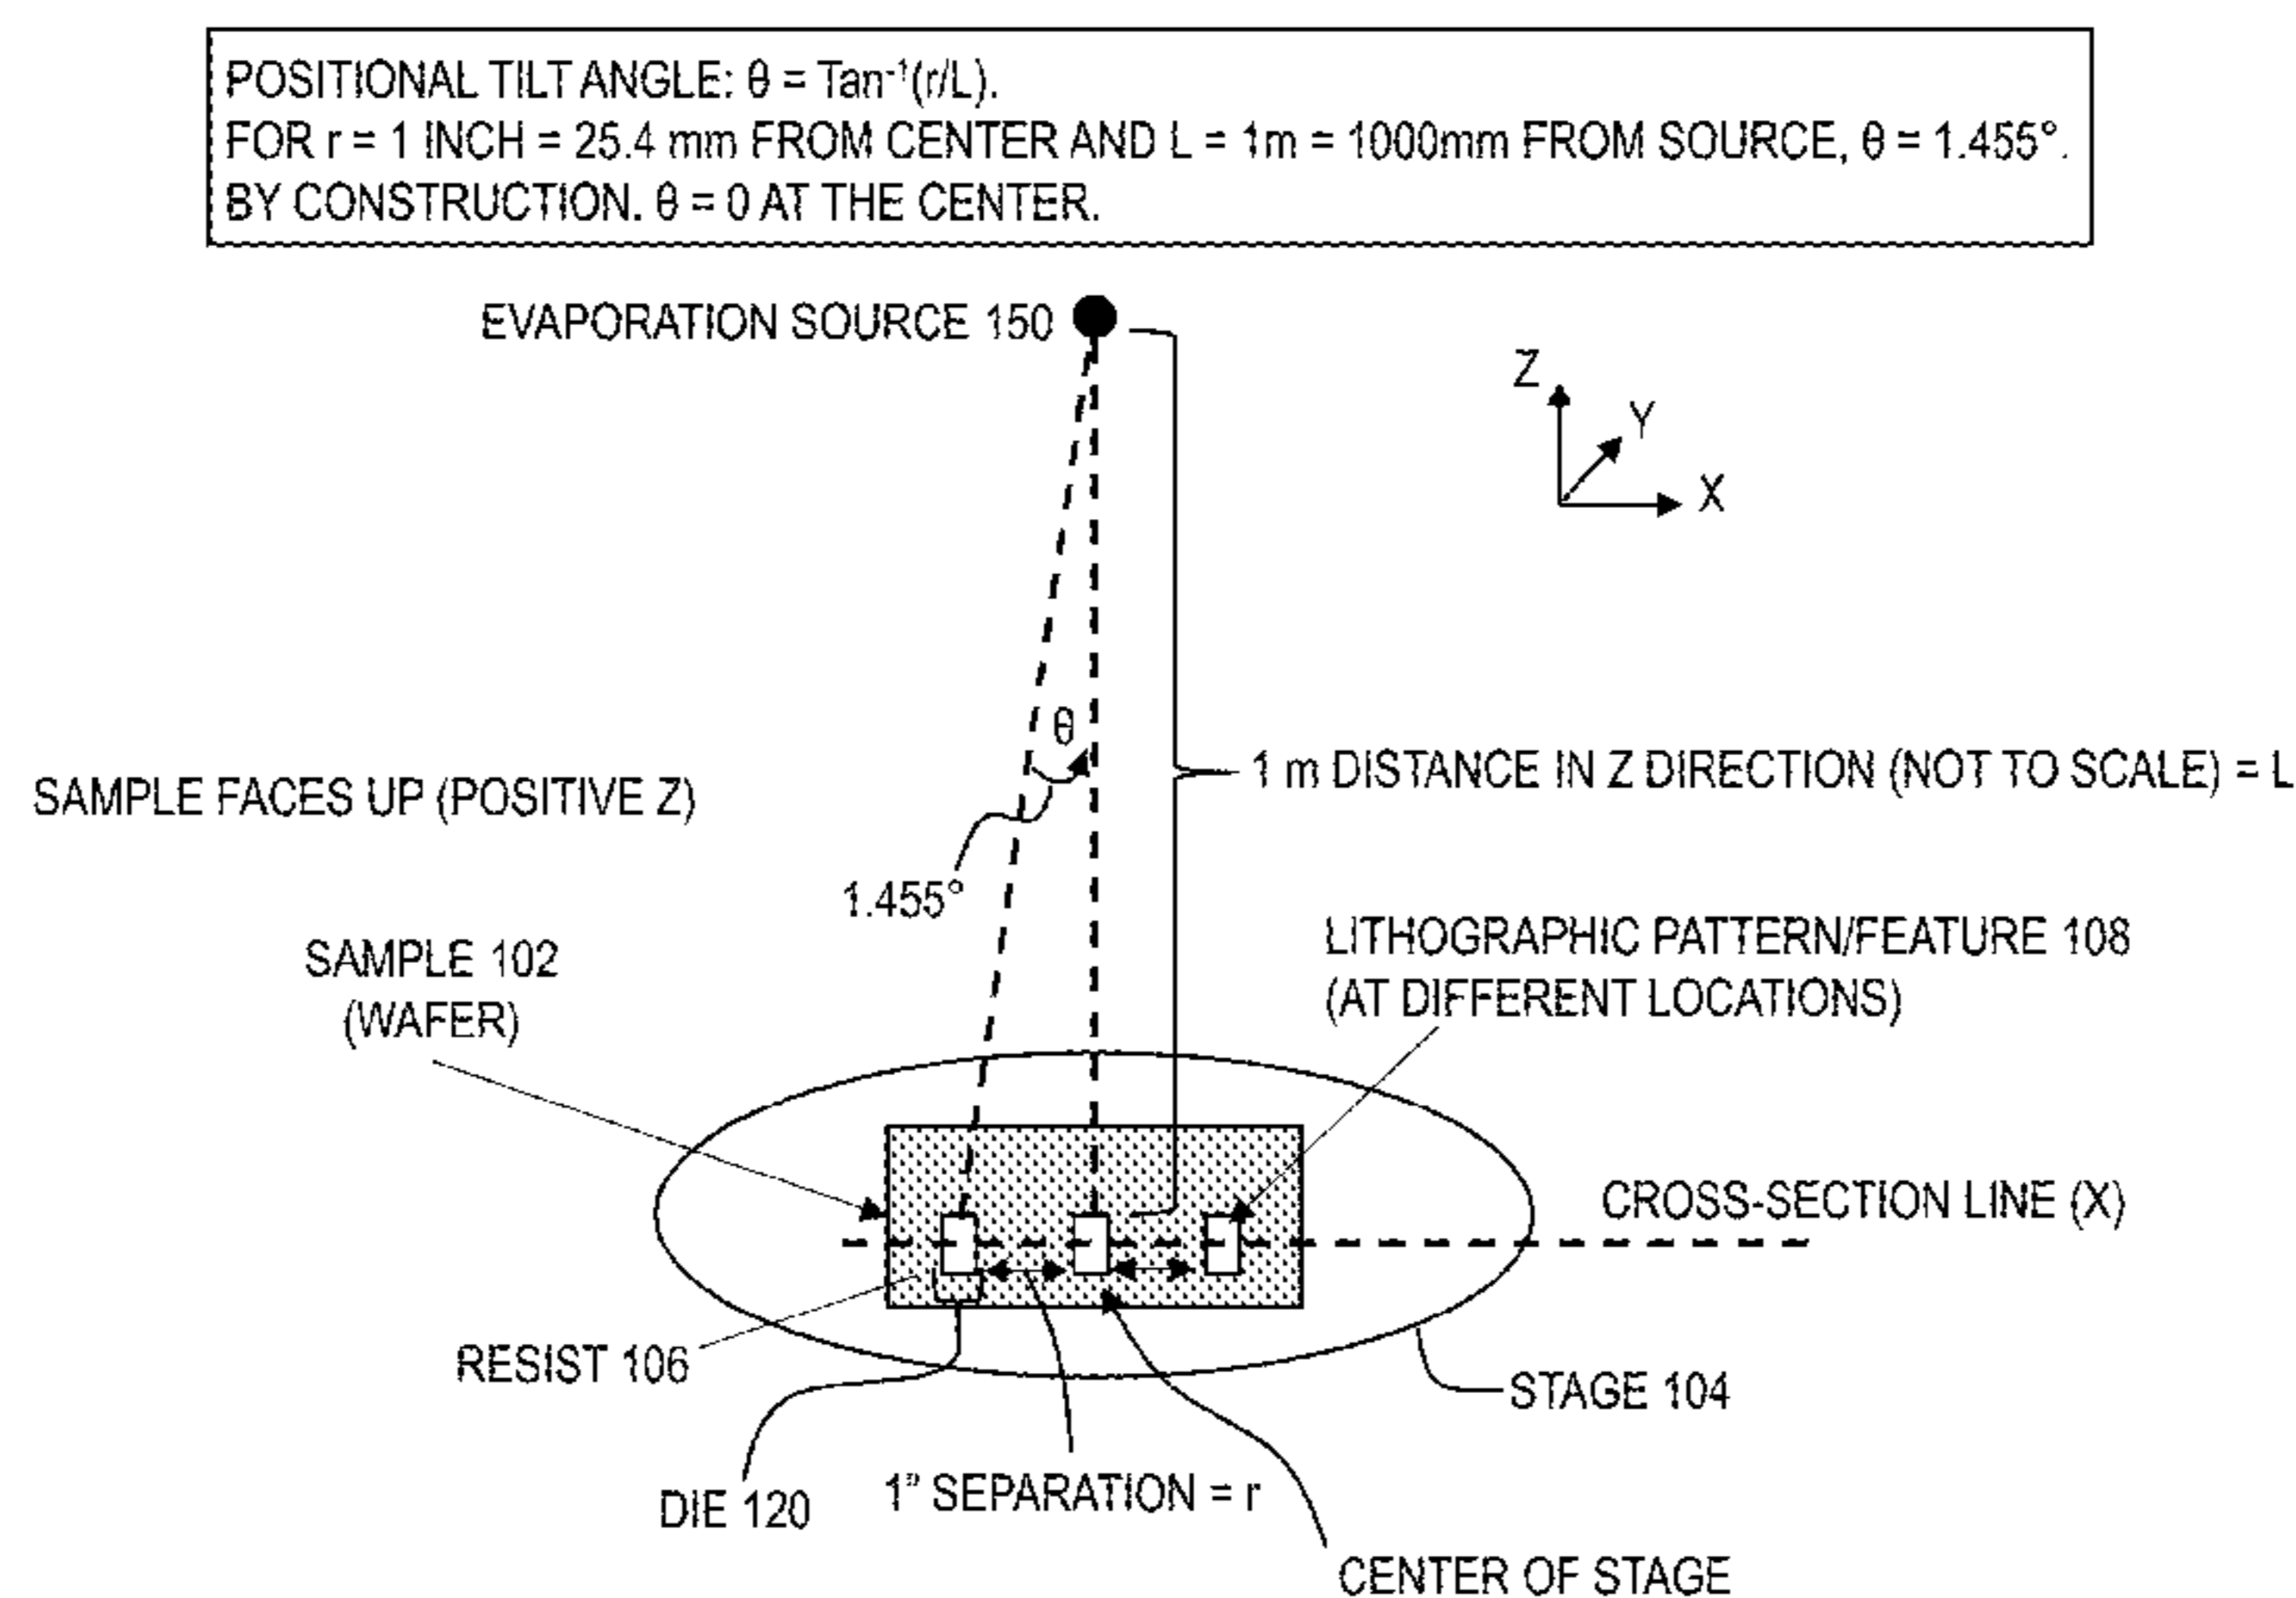 POSITIONAL TILT ANGLE: θ = Tan⁻¹(r/L).
FOR r = 1 INCH = 25.4 mm FROM CENTER AND L = 1m = 1000mm FROM SOURCE, θ = 1.455°.
BY CONSTRUCTION. θ = 0 AT THE CENTER.
EVAPORATION SOURCE 150
Z
Y
X
θ
1 m DISTANCE IN Z DIRECTION (NOT TO SCALE) = L
SAMPLE FACES UP (POSITIVE Z)
1.455°
SAMPLE 102
(WAFER)
LITHOGRAPHIC PATTERN/FEATURE 108
(AT DIFFERENT LOCATIONS)
CROSS-SECTION LINE (X)
RESIST 106
STAGE 104
DIE 120
1" SEPARATION = r
CENTER OF STAGE